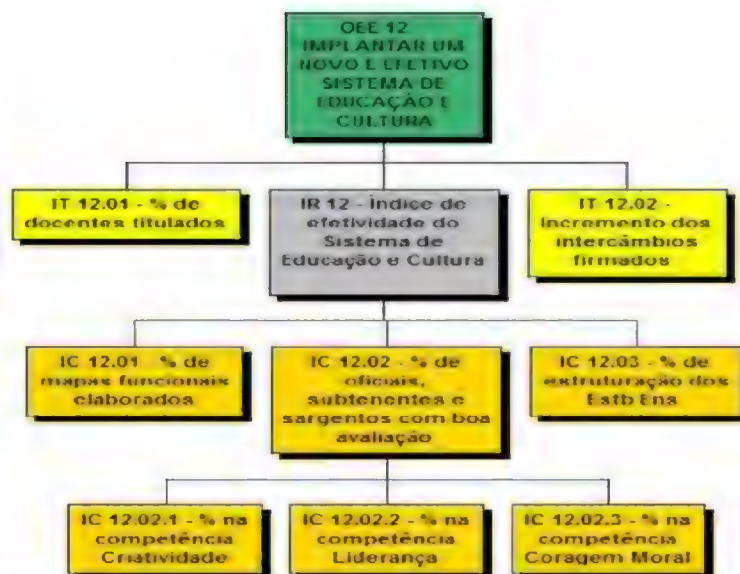 OEE 12
IMPLANTAR UM
NOVO E EFETIVO
SISTEMA DE
EDUCAÇÃO E
CULTURA
IT 12.01 - % de
docentes titulados
IR 12 - Índice de
efetividade do
Sistema de
Educação e Cultura
IT 12.02 -
Incremento dos
intercâmbios
firmados
IC 12.01 - % de
mapas funcionais
elaborados
IC 12.02 - % de
oficiais,
subtenentes e
sargentos com boa
avaliação
IC 12.03 - % de
estruturação dos
Estb Ens
IC 12.02.1 - % na
competência
Criatividade
IC 12.02.2 - % na
competência
Liderança
IC 12.02.3 - % na
competência
Coragem Moral